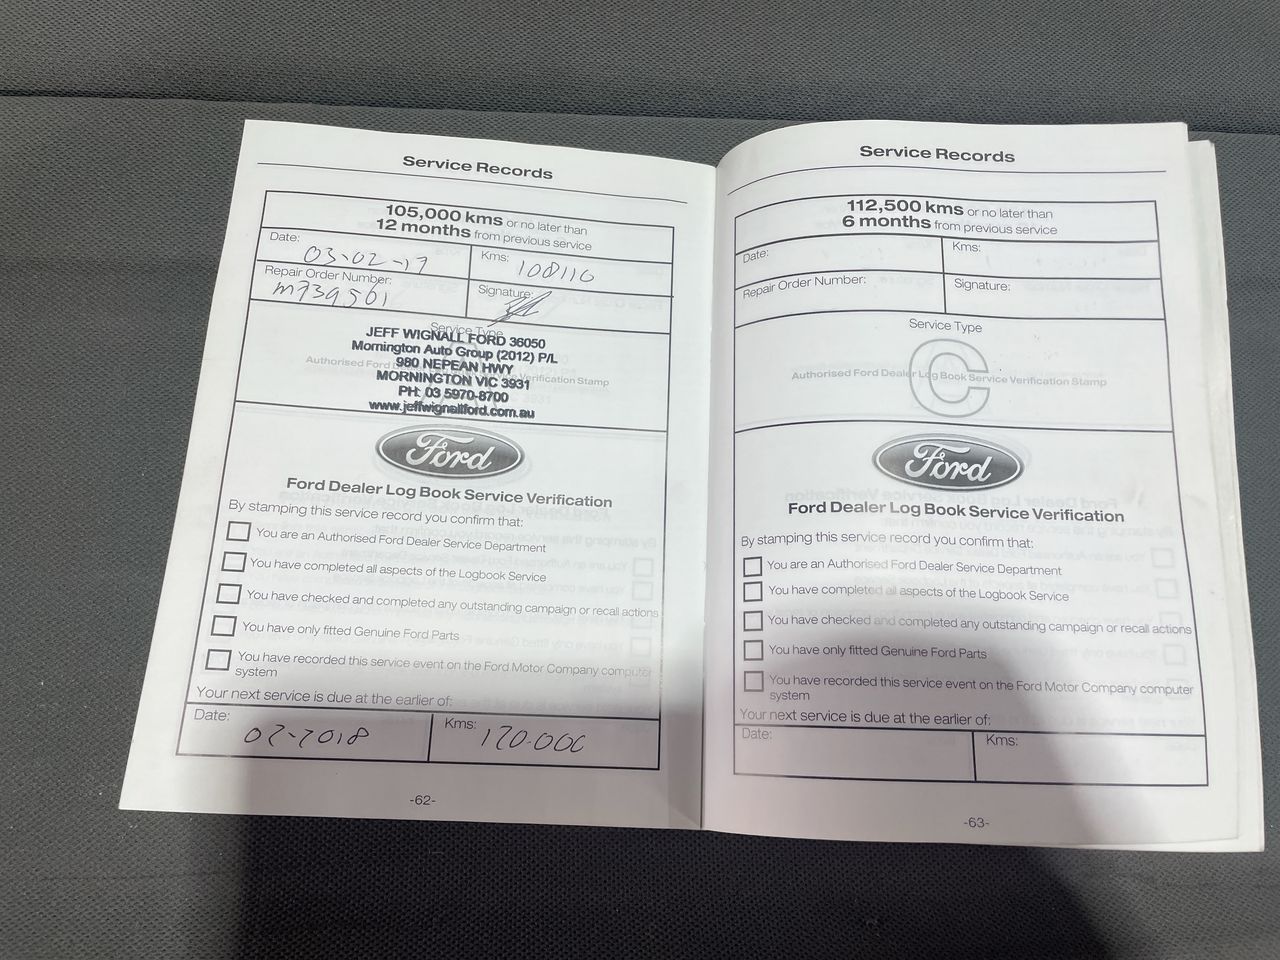 Service Records
105,000 kms or no later than
12 months from previous service
Date: 03-02-17
Kms: 108110
Repair Order Number: m739561
Signature:
Service Type
Authorised Ford Dealer Log Book Service Verification Stamp
JEFF WIGNALL FORD 36050
Mornington Auto Group (2012) P/L
980 NEPEAN HWY
MORNINGTON VIC 3931
PH: 03 5970-8700
www.jeffwignallford.com.au
Ford
Ford Dealer Log Book Service Verification
By stamping this service record you confirm that:
You are an Authorised Ford Dealer Service Department
You have completed all aspects of the Logbook Service
You have checked and completed any outstanding campaign or recall actions
You have only fitted Genuine Ford Parts
You have recorded this service event on the Ford Motor Company computer
system
Your next service is due at the earlier of:
Date: 02-2018
Kms: 120.000
-62-
Service Records
112,500 kms or no later than
6 months from previous service
Date:
Kms:
Repair Order Number:
Signature:
Service Type
C
Authorised Ford Dealer Log Book Service Verification Stamp
Ford
Ford Dealer Log Book Service Verification
By stamping this service record you confirm that:
You are an Authorised Ford Dealer Service Department
You have completed all aspects of the Logbook Service
You have checked and completed any outstanding campaign or recall actions
You have only fitted Genuine Ford Parts
You have recorded this service event on the Ford Motor Company computer
system
Your next service is due at the earlier of:
Date:
Kms:
-63-